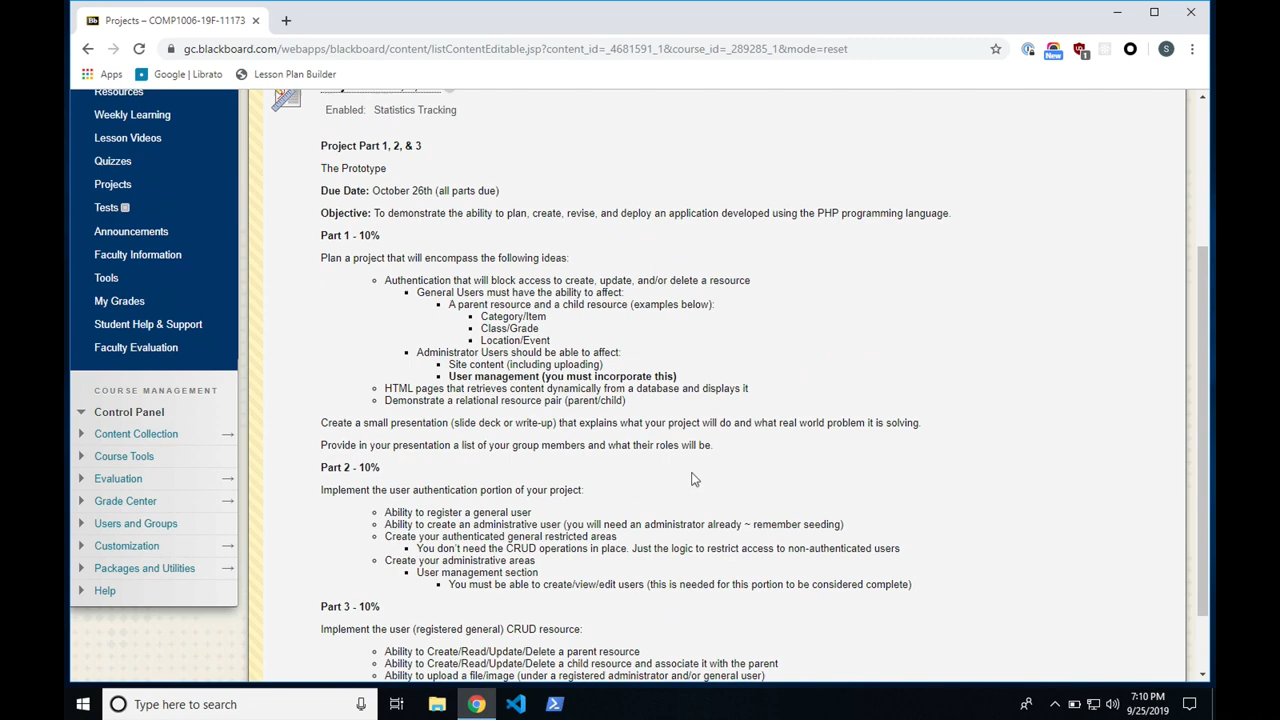 Projects – COMP1006-19F-11173
gc.blackboard.com/webapps/blackboard/content/listContentEditable.jsp?content_id=_4681591_1&course_id=_289285_1&mode=reset
New
1
S
Apps
Google | Librato
Lesson Plan Builder
Resources
Weekly Learning
Lesson Videos
Quizzes
Projects
Tests
Announcements
Faculty Information
Tools
My Grades
Student Help & Support
Faculty Evaluation
COURSE MANAGEMENT
Control Panel
Content Collection
Course Tools
Evaluation
Grade Center
Users and Groups
Customization
Packages and Utilities
Help
Enabled: Statistics Tracking
Project Part 1, 2, & 3
The Prototype
Due Date: October 26th (all parts due)
Objective: To demonstrate the ability to plan, create, revise, and deploy an application developed using the PHP programming language.
Part 1 - 10%
Plan a project that will encompass the following ideas:
Authentication that will block access to create, update, and/or delete a resource
General Users must have the ability to affect:
A parent resource and a child resource (examples below):
Category/Item
Class/Grade
Location/Event
Administrator Users should be able to affect:
Site content (including uploading)
User management (you must incorporate this)
HTML pages that retrieves content dynamically from a database and displays it
Demonstrate a relational resource pair (parent/child)
Create a small presentation (slide deck or write-up) that explains what your project will do and what real world problem it is solving.
Provide in your presentation a list of your group members and what their roles will be.
Part 2 - 10%
Implement the user authentication portion of your project:
Ability to register a general user
Ability to create an administrative user (you will need an administrator already ~ remember seeding)
Create your authenticated general restricted areas
You don't need the CRUD operations in place. Just the logic to restrict access to non-authenticated users
Create your administrative areas
User management section
You must be able to create/view/edit users (this is needed for this portion to be considered complete)
Part 3 - 10%
Implement the user (registered general) CRUD resource:
Ability to Create/Read/Update/Delete a parent resource
Ability to Create/Read/Update/Delete a child resource and associate it with the parent
Ability to upload a file/image (under a registered administrator and/or general user)
Type here to search
7:10 PM
9/25/2019